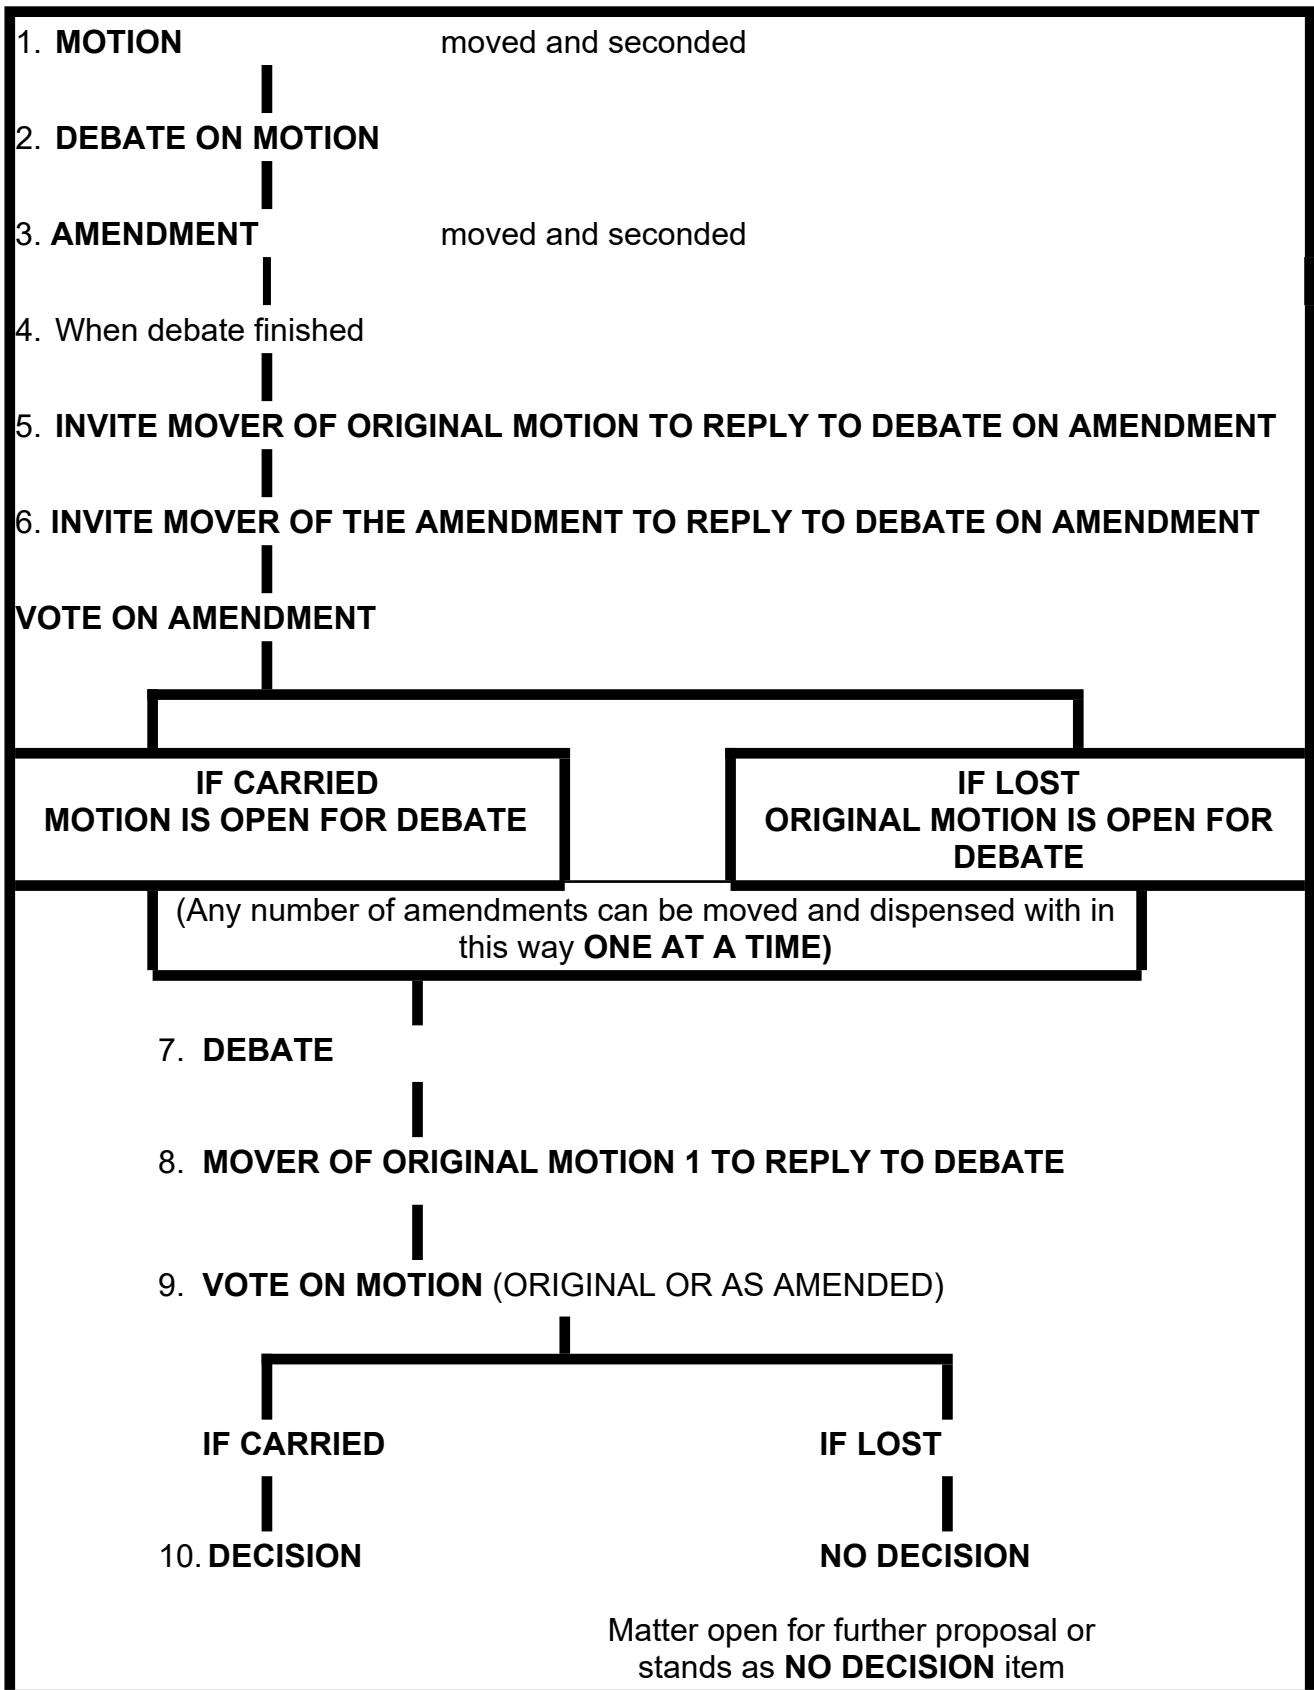 1. MOTION moved and seconded
2. DEBATE ON MOTION
3. AMENDMENT moved and seconded
4. When debate finished
5. INVITE MOVER OF ORIGINAL MOTION TO REPLY TO DEBATE ON AMENDMENT
6. INVITE MOVER OF THE AMENDMENT TO REPLY TO DEBATE ON AMENDMENT
VOTE ON AMENDMENT
IF CARRIED
MOTION IS OPEN FOR DEBATE
IF LOST
ORIGINAL MOTION IS OPEN FOR
DEBATE
(Any number of amendments can be moved and dispensed with in
this way ONE AT A TIME)
7. DEBATE
8. MOVER OF ORIGINAL MOTION 1 TO REPLY TO DEBATE
9. VOTE ON MOTION (ORIGINAL OR AS AMENDED)
IF CARRIED IF LOST
10. DECISION NO DECISION
Matter open for further proposal or
stands as NO DECISION item